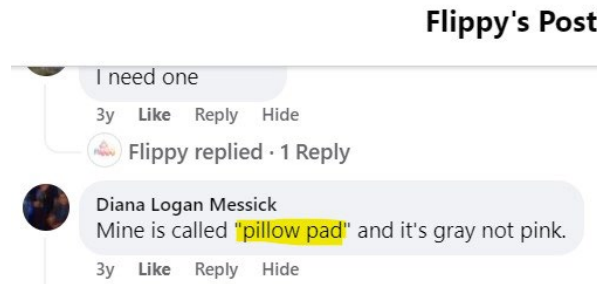 Flippy's Post
I need one
3y Like Reply Hide
Flippy replied · 1 Reply
Diana Logan Messick
Mine is called "pillow pad" and it's gray not pink.
3y Like Reply Hide